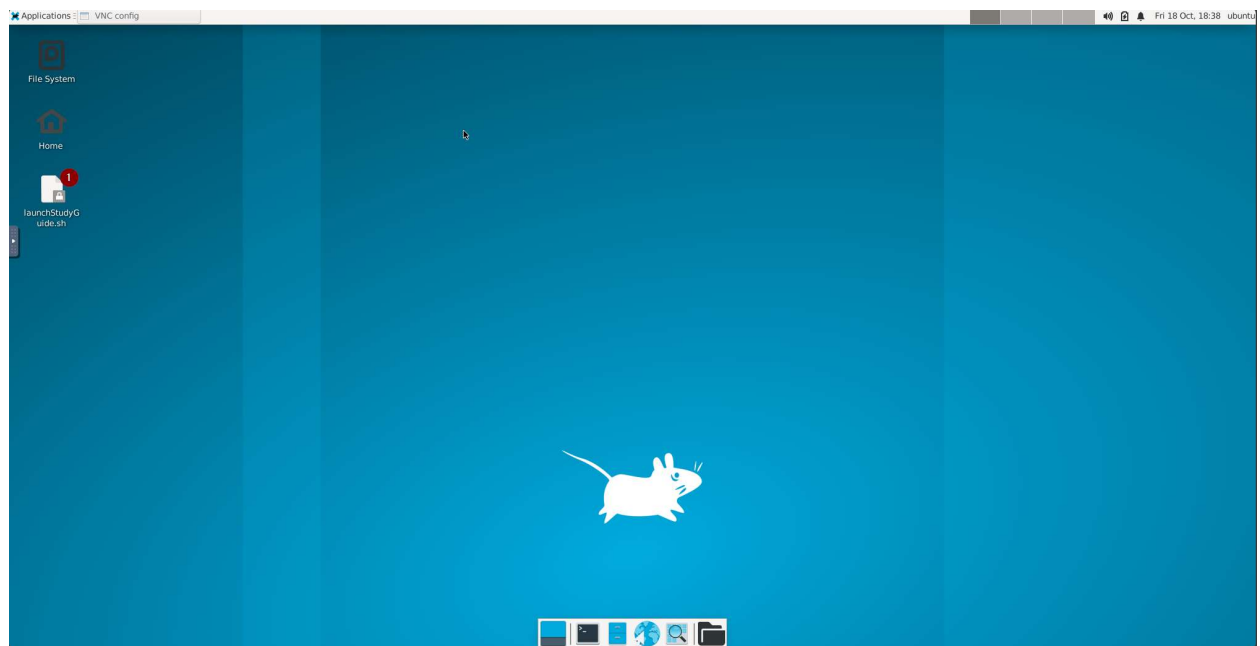 Applications VNC config Fri 18 Oct, 18:38 ubuntu
File System
Home
1
launchStudyG
uide.sh
>_